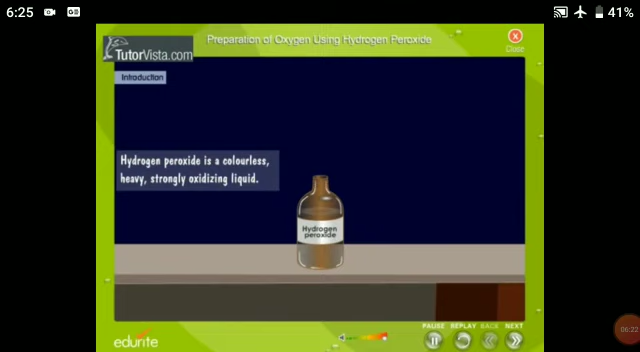 6:25
41%
Preparation of Oxygen Using Hydrogen Peroxide
Close
TutorVista.com
Introduction
Hydrogen peroxide is a colourless,
heavy, strongly oxidizing liquid.
Hydrogen
peroxide
PAUSE REPLAY BACK NEXT
edurite
06:22